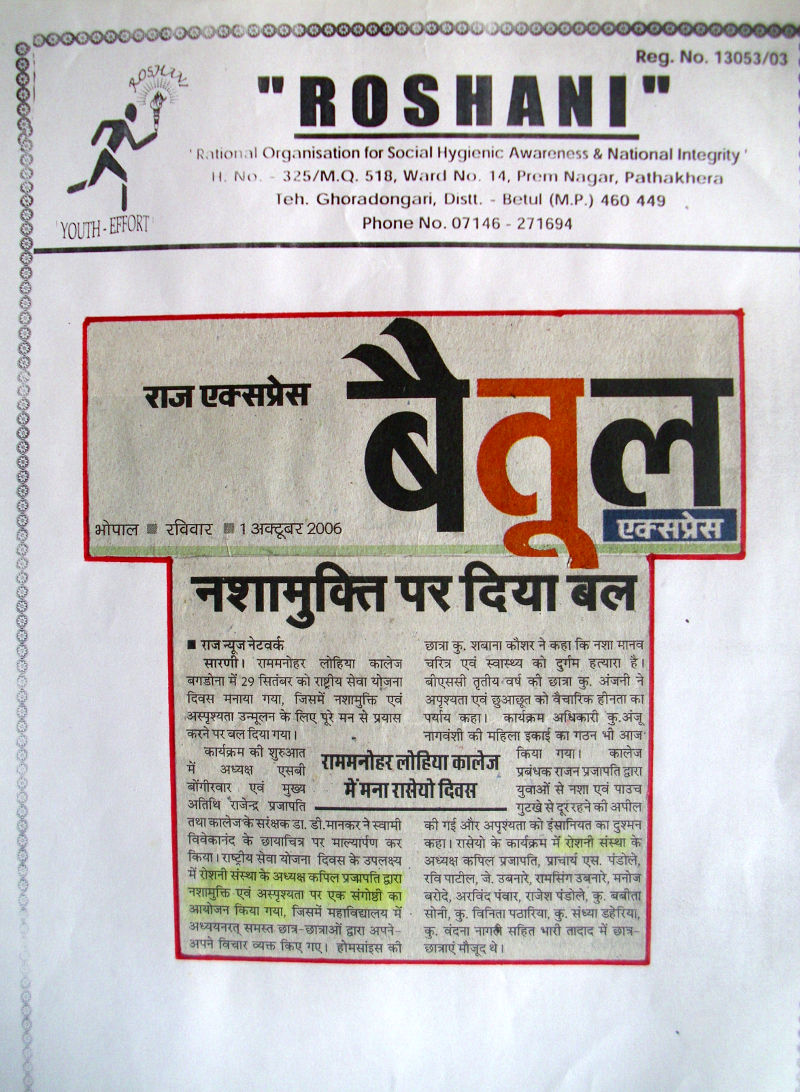 Reg. No. 13053/03
ROSHANI
"ROSHANI"
'Rational Organisation for Social Hygienic Awareness & National Integrity'
H. No. - 325/M.Q. 518, Ward No. 14, Prem Nagar, Pathakhera
Teh. Ghoradongari, Distt. - Betul (M.P.) 460 449
Phone No. 07146 - 271694
'YOUTH - EFFORT'
राज एक्सप्रेस
बैतूल
एक्सप्रेस
भोपाल ■ रविवार ■ 1 अक्टूबर 2006
नशामुक्ति पर दिया बल
■ राज न्यूज नेटवर्क
सारणी। राममनोहर लोहिया कालेज
बगडोना में 29 सितंबर को राष्ट्रीय सेवा योजना
दिवस मनाया गया, जिसमें नशामुक्ति एवं
अस्पृश्यता उन्मूलन के लिए पूरे मन से प्रयास
करने पर बल दिया गया।
कार्यक्रम की शुरुआत
में अध्यक्ष एसबी
बोंगीरवार एवं मुख्य
अतिथि राजेन्द्र प्रजापति
तथा कालेज के सरंक्षक डा. डी.मानकर ने स्वामी
विवेकानंद के छायाचित्र पर माल्यार्पण कर
किया। राष्ट्रीय सेवा योजना दिवस के उपलक्ष्य
में रोशनी संस्था के अध्यक्ष कपिल प्रजापति द्वारा
नशामुक्ति एवं अस्पृश्यता पर एक संगोष्ठी का
आयोजन किया गया, जिसमें महाविद्यालय में
अध्ययनरत् समस्त छात्र-छात्राओं द्वारा अपने-
अपने विचार व्यक्त किए गए। होमसांइस की
राममनोहर लोहिया कालेज
में मना रासेयो दिवस
छात्रा कु. शबाना कौशर ने कहा कि नशा मानव
चरित्र एवं स्वास्थ्य को दुर्गम हत्यारा है।
बीएससी तृतीय वर्ष की छात्रा कु. अंजनी ने
अपृश्यता एवं छुआछूत को वैचारिक हीनता का
पर्याय कहा। कार्यक्रम अधिकारी कु.अंजू
नागवंशी की महिला इकाई का गठन भी आज
किया गया। कालेज
प्रबंधक राजन प्रजापति द्वारा
युवाओं से नशा एवं पाउच
गुटखे से दूर रहने की अपील
की गई और अपृश्यता को इंसानियत का दुश्मन
कहा। रासेयो के कार्यक्रम में रोशनी संस्था के
अध्यक्ष कपिल प्रजापति, प्राचार्य एस. पंडोले,
रवि पाटील, जे. उबनारे, रामसिंग उबनारे, मनोज
बरोदे, अरविंद पंवार, राजेश पंडोले, कु. बबीता
सोनी, कु. विनिता पठारिया, कु. संध्या डहेरिया,
कु. वंदना नागले सहित भारी तादाद में छात्र-
छात्राएं मौजूद थे।